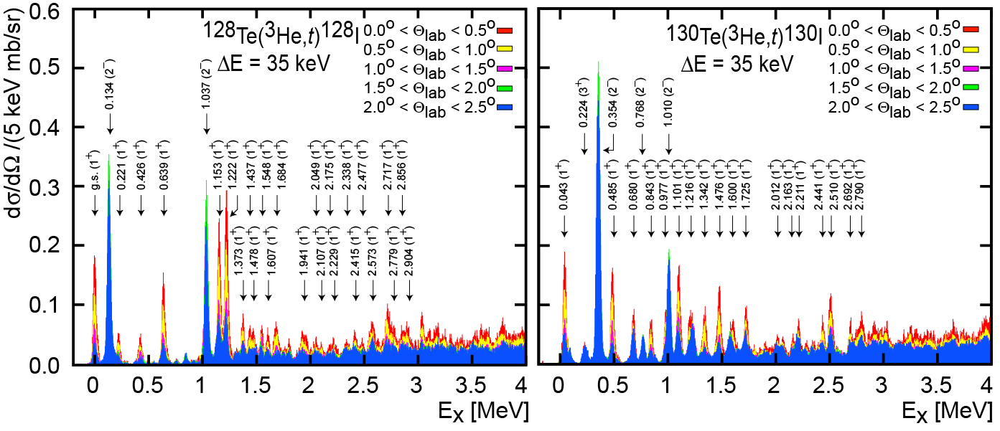 dσ/dΩ /(5 keV mb/sr)
0.6
0.5
0.4
0.3
0.2
0.1
0.0
¹²⁸Te(³He,t)¹²⁸I
ΔE = 35 keV
0.0° < Θlab < 0.5°
0.5° < Θlab < 1.0°
1.0° < Θlab < 1.5°
1.5° < Θlab < 2.0°
2.0° < Θlab < 2.5°
0.134 (2⁻)
1.037 (2⁻)
g.s. (1⁺)
0.221 (1⁺)
0.426 (1⁺)
0.639 (1⁺)
1.153 (1⁺)
1.222 (1⁺)
1.437 (1⁺)
1.548 (1⁺)
1.684 (1⁺)
2.049 (1⁺)
2.175 (1⁺)
2.338 (1⁺)
2.477 (1⁺)
2.717 (1⁺)
2.856 (1⁺)
1.373 (1⁺)
1.478 (1⁺)
1.607 (1⁺)
1.941 (1⁺)
2.107 (1⁺)
2.229 (1⁺)
2.415 (1⁺)
2.573 (1⁺)
2.779 (1⁺)
2.904 (1⁺)
0 0.5 1 1.5 2 2.5 3 3.5 4
Ex [MeV]
¹³⁰Te(³He,t)¹³⁰I
ΔE = 35 keV
0.0° < Θlab < 0.5°
0.5° < Θlab < 1.0°
1.0° < Θlab < 1.5°
1.5° < Θlab < 2.0°
2.0° < Θlab < 2.5°
0.224 (3⁺)
0.354 (2⁻)
0.768 (2⁻)
1.010 (2⁻)
0.043 (1⁺)
0.485 (1⁺)
0.680 (1⁺)
0.843 (1⁺)
0.977 (1⁺)
1.101 (1⁺)
1.216 (1⁺)
1.342 (1⁺)
1.476 (1⁺)
1.600 (1⁺)
1.725 (1⁺)
2.012 (1⁺)
2.163 (1⁺)
2.211 (1⁺)
2.441 (1⁺)
2.510 (1⁺)
2.692 (1⁺)
2.790 (1⁺)
0 0.5 1 1.5 2 2.5 3 3.5 4
Ex [MeV]